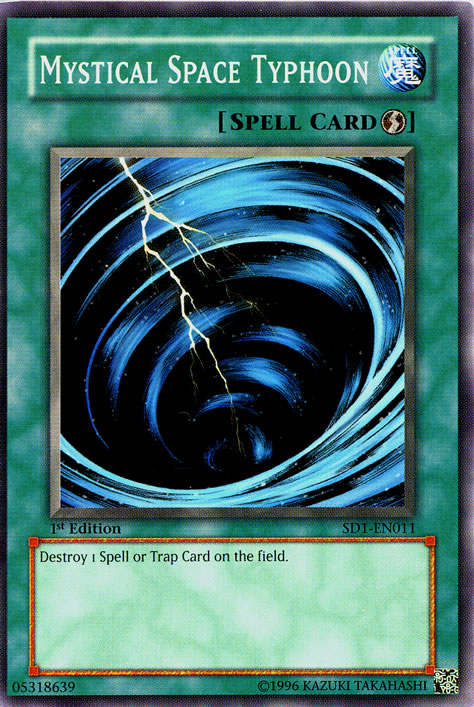 MYSTICAL SPACE TYPHOON
SPELL
魔
[SPELL CARD]
1st Edition
SD1-EN011
Destroy 1 Spell or Trap Card on the field.
05318639
©1996 KAZUKI TAKAHASHI